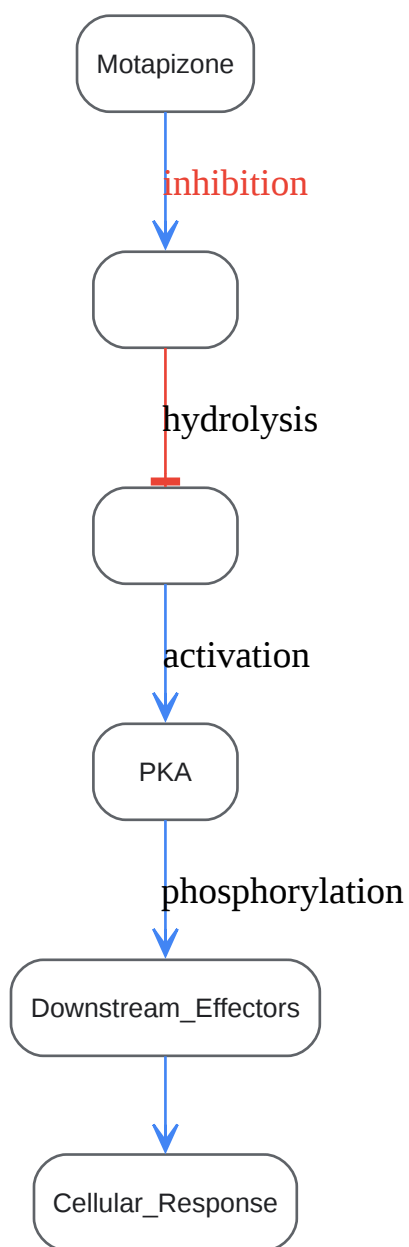 Motapizone
inhibition
hydrolysis
activation
PKA
phosphorylation
Downstream_Effectors
Cellular_Response